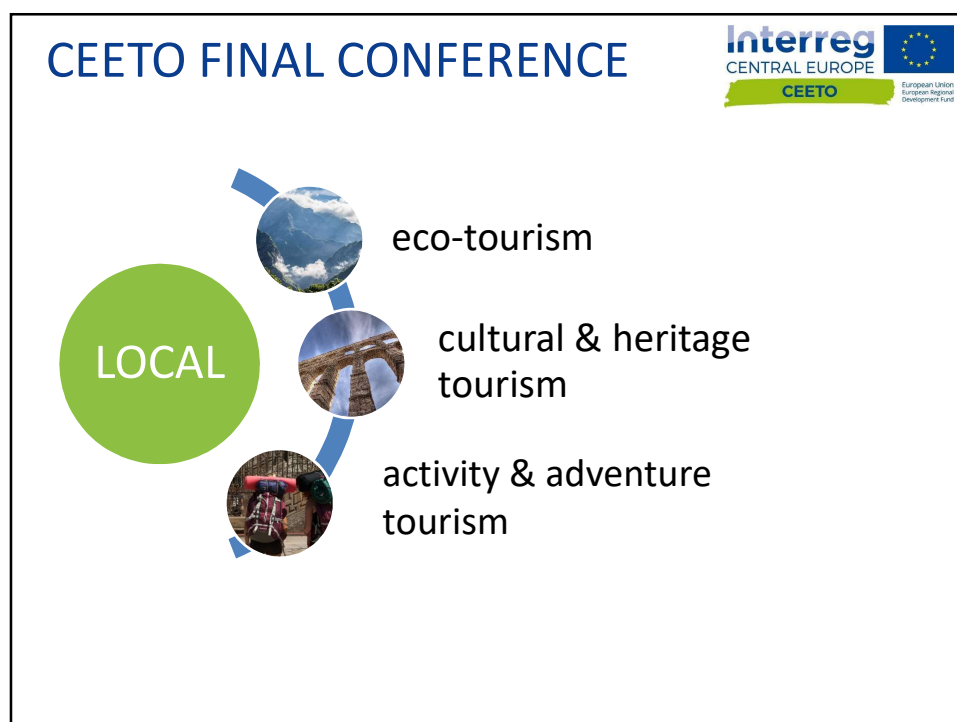 CEETO FINAL CONFERENCE
Interreg
CENTRAL EUROPE
CEETO
European Union
European Regional
Development Fund
eco-tourism
LOCAL
cultural & heritage
tourism
activity & adventure
tourism